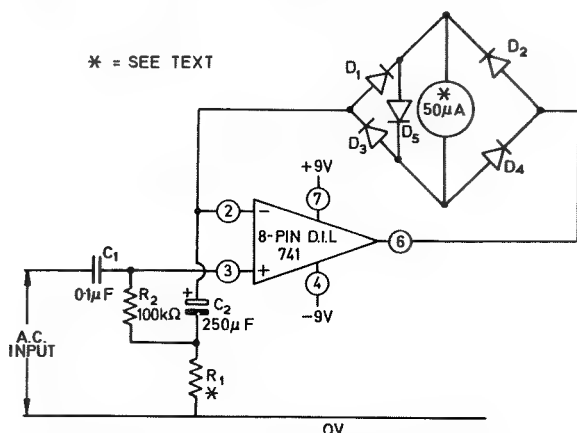 * = SEE TEXT
D1
D2
*
50μA
D5
D3
D4
+9V
7
2
−
8-PIN D.I.L
741
6
3
+
4
−9V
C1
0·1μF
R2
100kΩ
+
C2
250μF
A.C.
INPUT
R1
*
0V